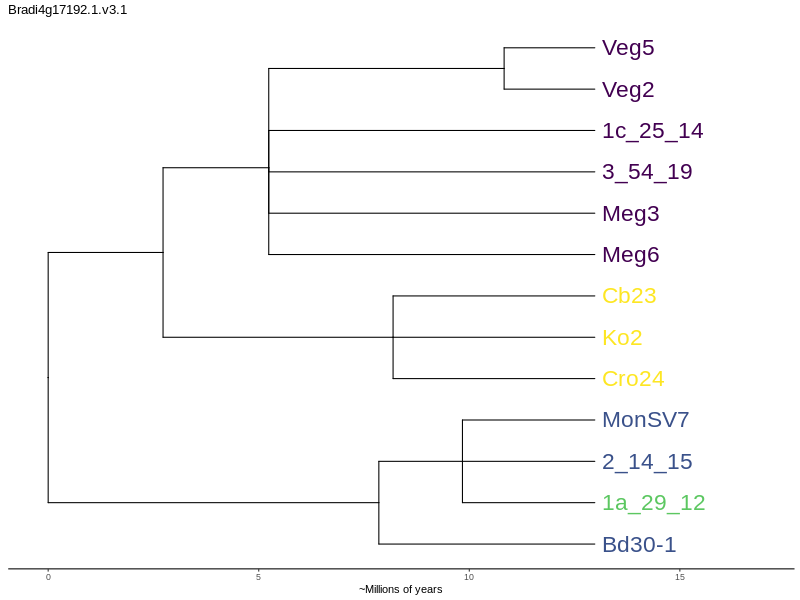 Bradi4g17192.1.v3.1
Veg5
Veg2
1c_25_14
3_54_19
Meg3
Meg6
Cb23
Ko2
Cro24
MonSV7
2_14_15
1a_29_12
Bd30-1
0 5 10 15
~Millions of years